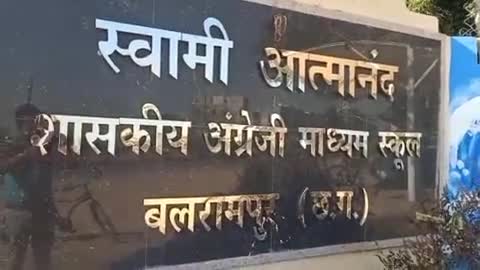 स्वामी आत्मानंद
शासकीय अंग्रेजी माध्यम स्कूल
बलरामपुर (छ.ग.)